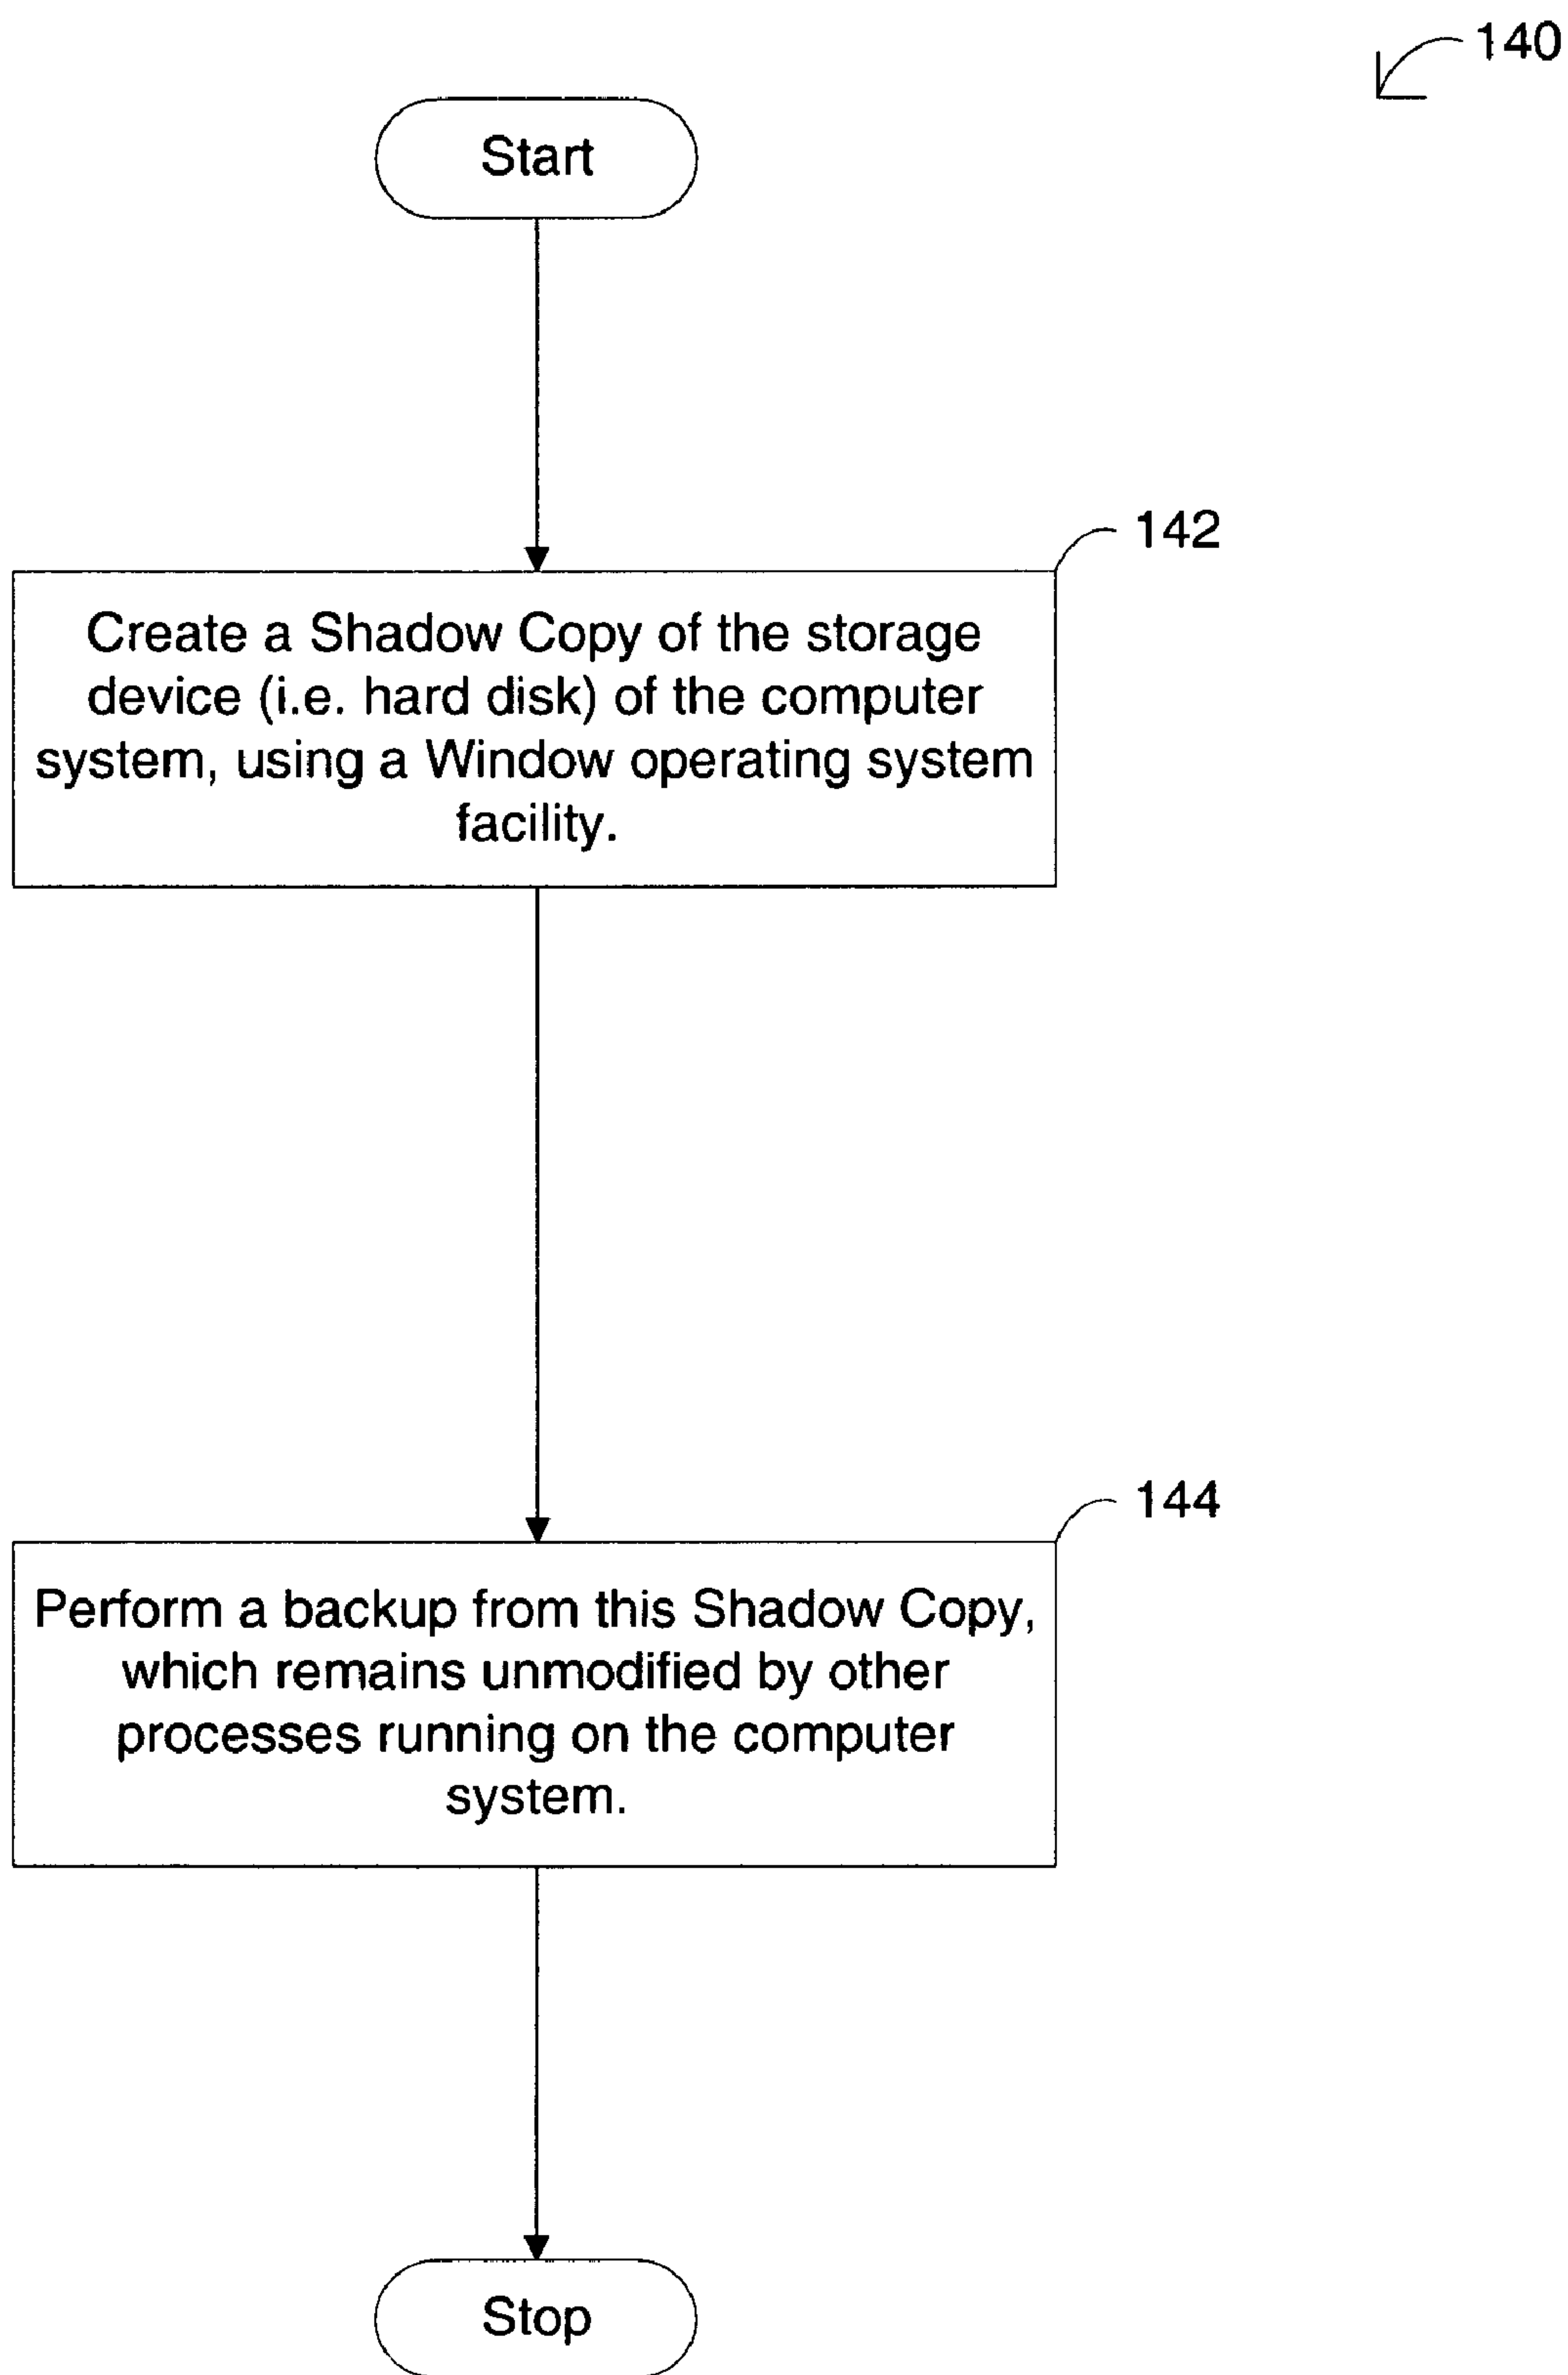 140
Start
142
Create a Shadow Copy of the storage
device (i.e. hard disk) of the computer
system, using a Window operating system
facility.
144
Perform a backup from this Shadow Copy,
which remains unmodified by other
processes running on the computer
system.
Stop